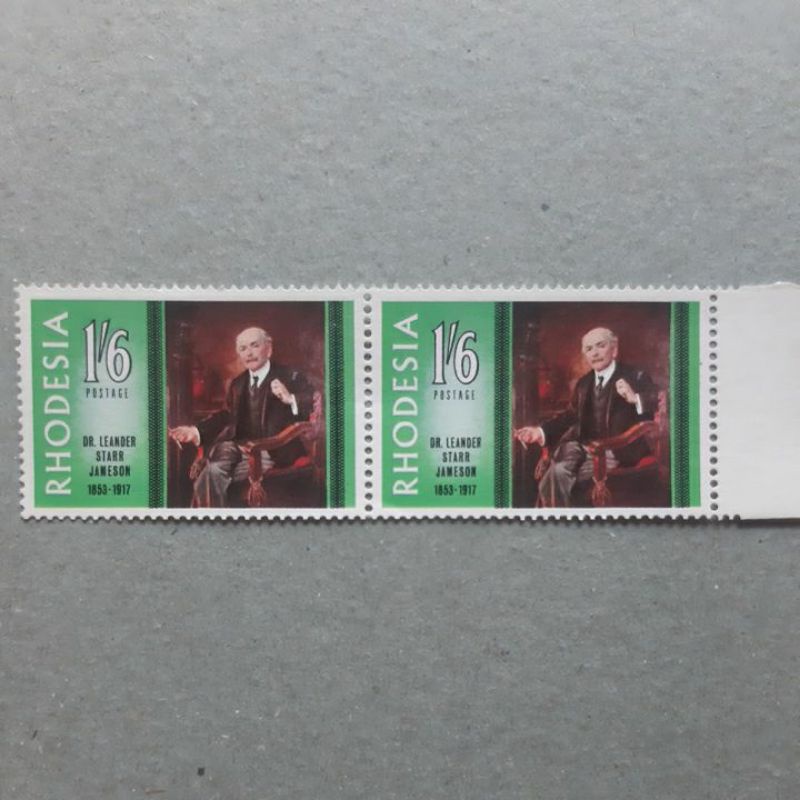 RHODESIA
1/6
POSTAGE
DR. LEANDER
STARR
JAMESON
1853-1917
RHODESIA
1/6
POSTAGE
DR. LEANDER
STARR
JAMESON
1853-1917